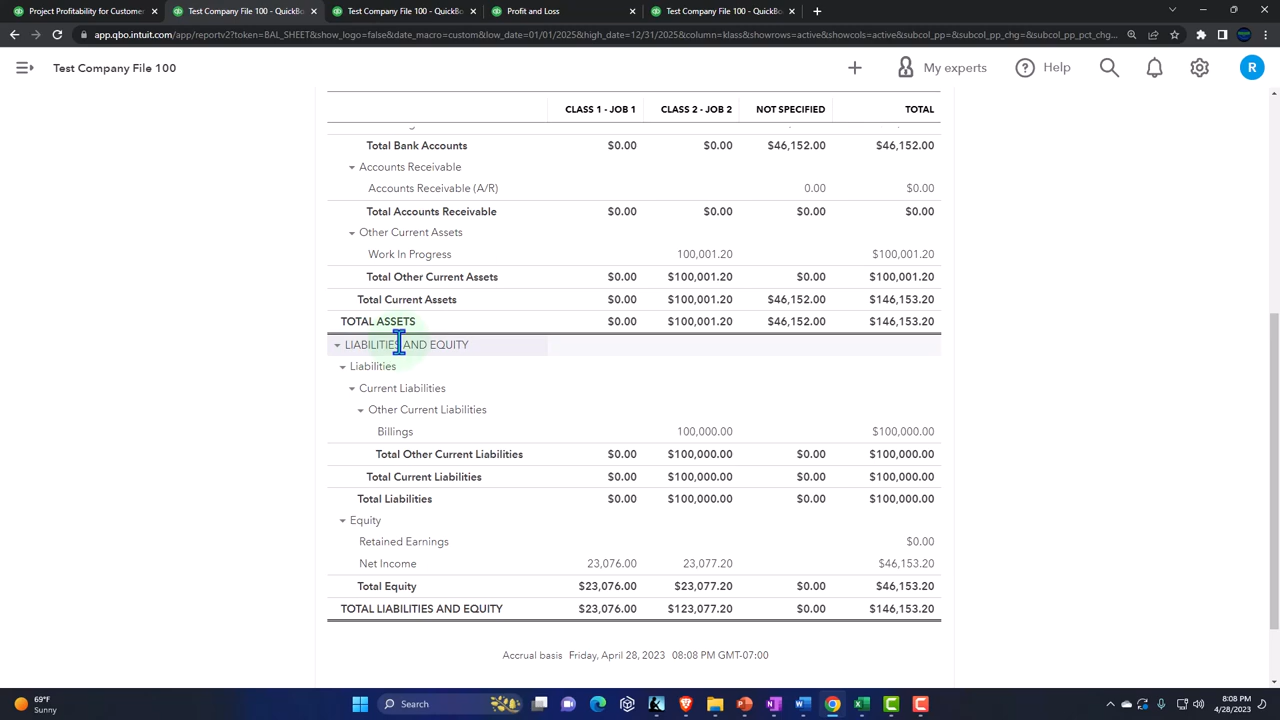 Project Profitability for Customer
Test Company File 100 - QuickBo
Test Company File 100 - QuickBo
Profit and Loss
Test Company File 100 - QuickBo
app.qbo.intuit.com/app/reportv2?token=BAL_SHEET&show_logo=false&date_macro=custom&low_date=01/01/2025&high_date=12/31/2025&column=klass&showrows=active&showcols=active&subcol_pp=&subcol_pp_chg=&subcol_pp_pct_chg...
Test Company File 100 My experts Help R
CLASS 1 - JOB 1 CLASS 2 - JOB 2 NOT SPECIFIED TOTAL
Total Bank Accounts $0.00 $0.00 $46,152.00 $46,152.00
Accounts Receivable
Accounts Receivable (A/R) 0.00 $0.00
Total Accounts Receivable $0.00 $0.00 $0.00 $0.00
Other Current Assets
Work In Progress 100,001.20 $100,001.20
Total Other Current Assets $0.00 $100,001.20 $0.00 $100,001.20
Total Current Assets $0.00 $100,001.20 $46,152.00 $146,153.20
TOTAL ASSETS $0.00 $100,001.20 $46,152.00 $146,153.20
LIABILITIES AND EQUITY
Liabilities
Current Liabilities
Other Current Liabilities
Billings 100,000.00 $100,000.00
Total Other Current Liabilities $0.00 $100,000.00 $0.00 $100,000.00
Total Current Liabilities $0.00 $100,000.00 $0.00 $100,000.00
Total Liabilities $0.00 $100,000.00 $0.00 $100,000.00
Equity
Retained Earnings $0.00
Net Income 23,076.00 23,077.20 $46,153.20
Total Equity $23,076.00 $23,077.20 $0.00 $46,153.20
TOTAL LIABILITIES AND EQUITY $23,076.00 $123,077.20 $0.00 $146,153.20
Accrual basis Friday, April 28, 2023 08:08 PM GMT-07:00
69°F
Sunny
Search
8:08 PM
4/28/2023